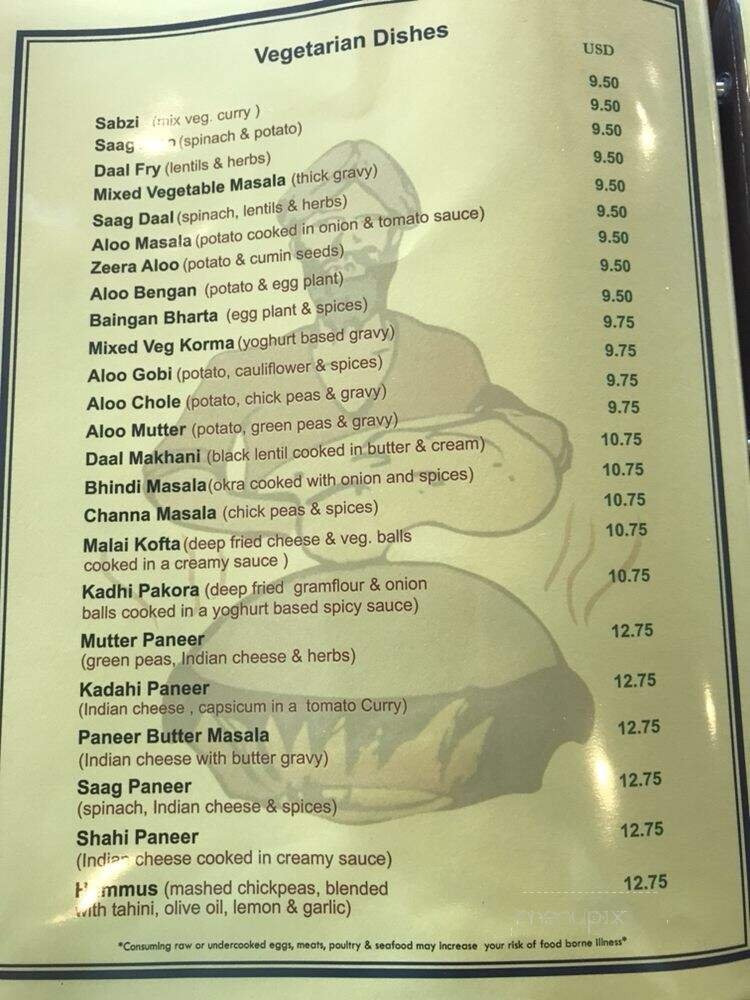 Vegetarian Dishes
USD
Sabzi (mix veg. curry ) 9.50
Saag (spinach & potato) 9.50
Daal Fry (lentils & herbs) 9.50
Mixed Vegetable Masala (thick gravy) 9.50
Saag Daal (spinach, lentils & herbs) 9.50
Aloo Masala (potato cooked in onion & tomato sauce) 9.50
Zeera Aloo (potato & cumin seeds) 9.50
Aloo Bengan (potato & egg plant) 9.50
Baingan Bharta (egg plant & spices) 9.50
Mixed Veg Korma (yoghurt based gravy) 9.75
Aloo Gobi (potato, cauliflower & spices) 9.75
Aloo Chole (potato, chick peas & gravy) 9.75
Aloo Mutter (potato, green peas & gravy) 9.75
Daal Makhani (black lentil cooked in butter & cream) 10.75
Bhindi Masala(okra cooked with onion and spices) 10.75
Channa Masala (chick peas & spices) 10.75
Malai Kofta (deep fried cheese & veg. balls 10.75
cooked in a creamy sauce )
Kadhi Pakora (deep fried gramflour & onion 10.75
balls cooked in a yoghurt based spicy sauce)
Mutter Paneer 12.75
(green peas, Indian cheese & herbs)
Kadahi Paneer 12.75
(Indian cheese , capsicum in a tomato Curry)
Paneer Butter Masala 12.75
(Indian cheese with butter gravy)
Saag Paneer 12.75
(spinach, Indian cheese & spices)
Shahi Paneer 12.75
(Indian cheese cooked in creamy sauce)
Hummus (mashed chickpeas, blended 12.75
with tahini, olive oil, lemon & garlic)
menupix
*Consuming raw or undercooked eggs, meats, poultry & seafood may increase your risk of food borne illness*